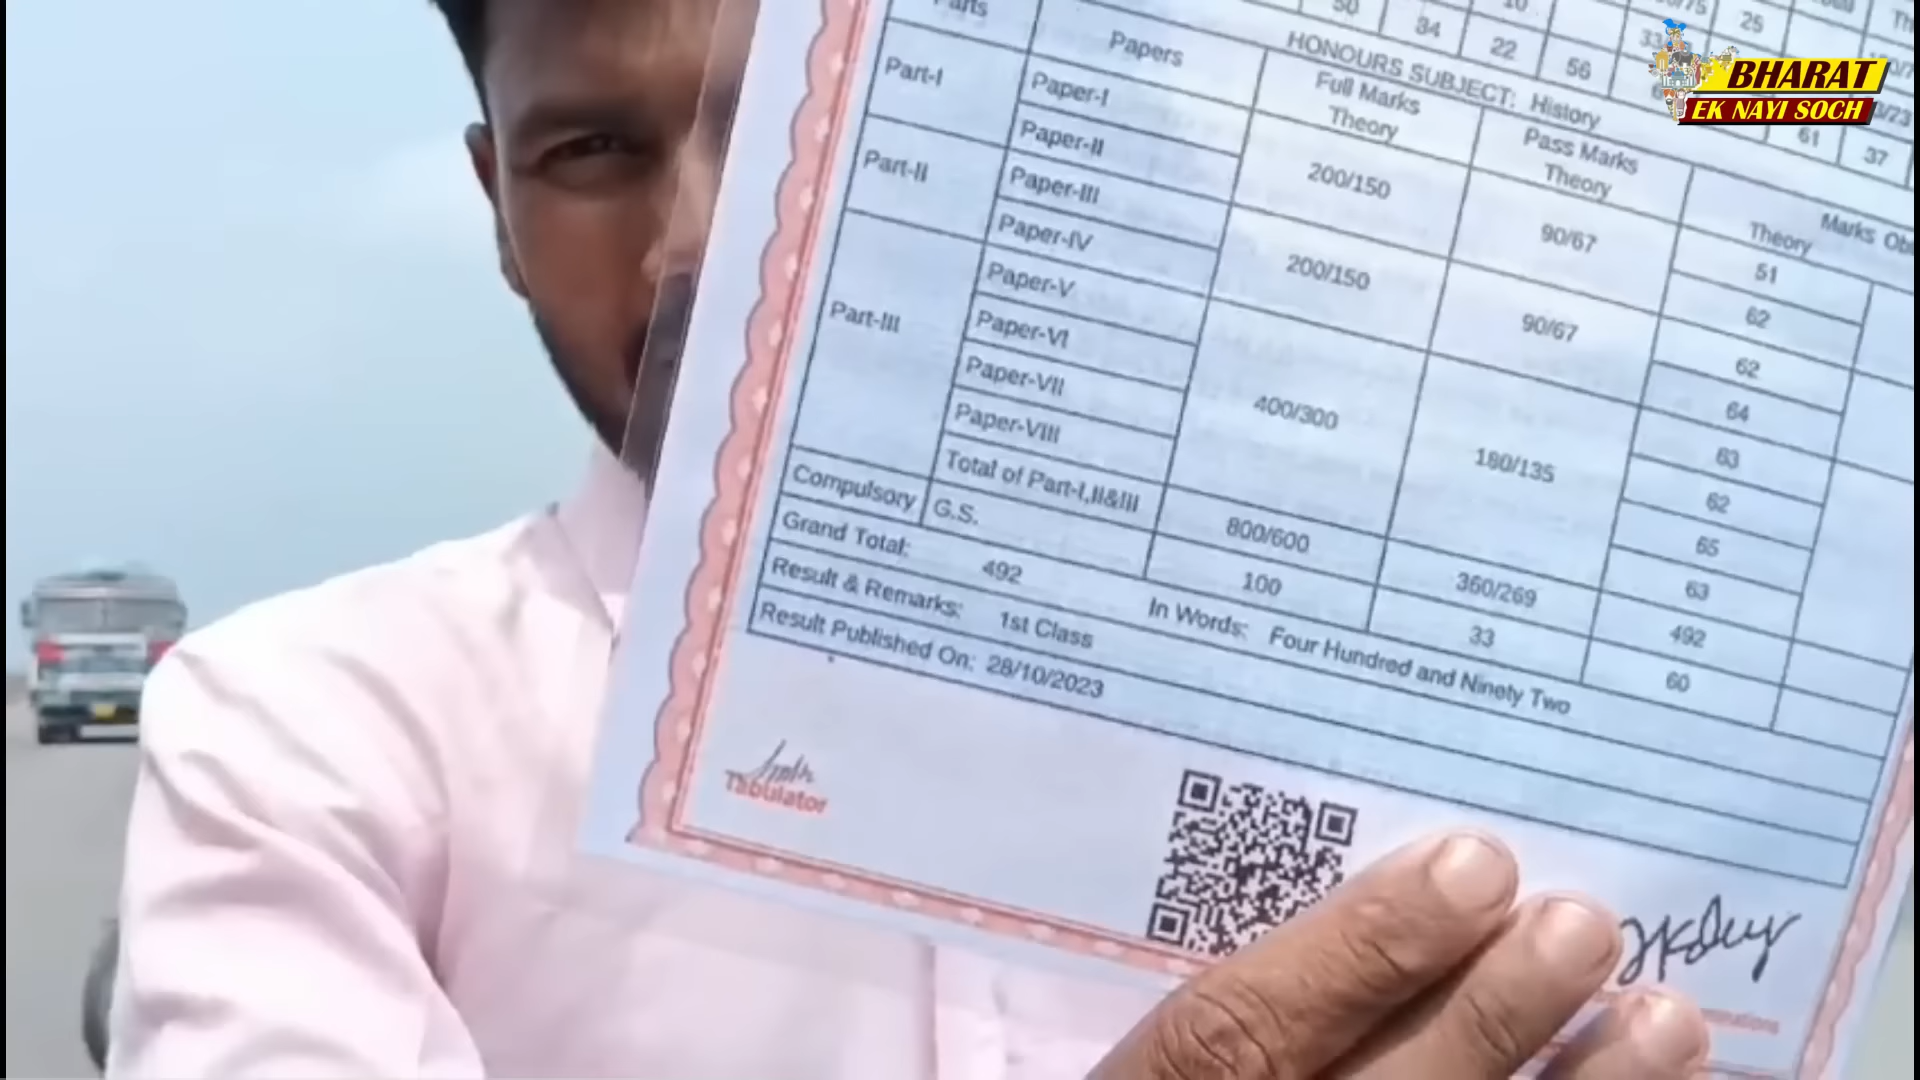 BHARAT
EK NAYI SOCH
50 34 10 22 56 25
61 37
HONOURS SUBJECT: History
Parts Papers Full Marks Theory Pass Marks Theory Marks
Theory
Part-I Paper-I 200/150 90/67 51
Paper-II 62
Part-II Paper-III 200/150 90/67 62
Paper-IV 64
Part-III Paper-V 400/300 180/135 63
Paper-VI 62
Paper-VII 65
Paper-VIII 63
Total of Part-I,II&III 800/600 360/269 492
Compulsory G.S. 100 33 60
Grand Total: 492 In Words: Four Hundred and Ninety Two
Result & Remarks: 1st Class
Result Published On: 28/10/2023
Tabulator